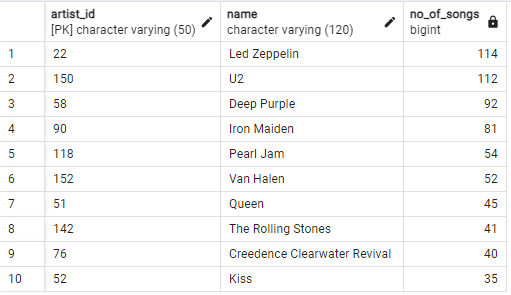 artist_id name no_of_songs
[PK] character varying (50) character varying (120) bigint
1 22 Led Zeppelin 114
2 150 U2 112
3 58 Deep Purple 92
4 90 Iron Maiden 81
5 118 Pearl Jam 54
6 152 Van Halen 52
7 51 Queen 45
8 142 The Rolling Stones 41
9 76 Creedence Clearwater Revival 40
10 52 Kiss 35